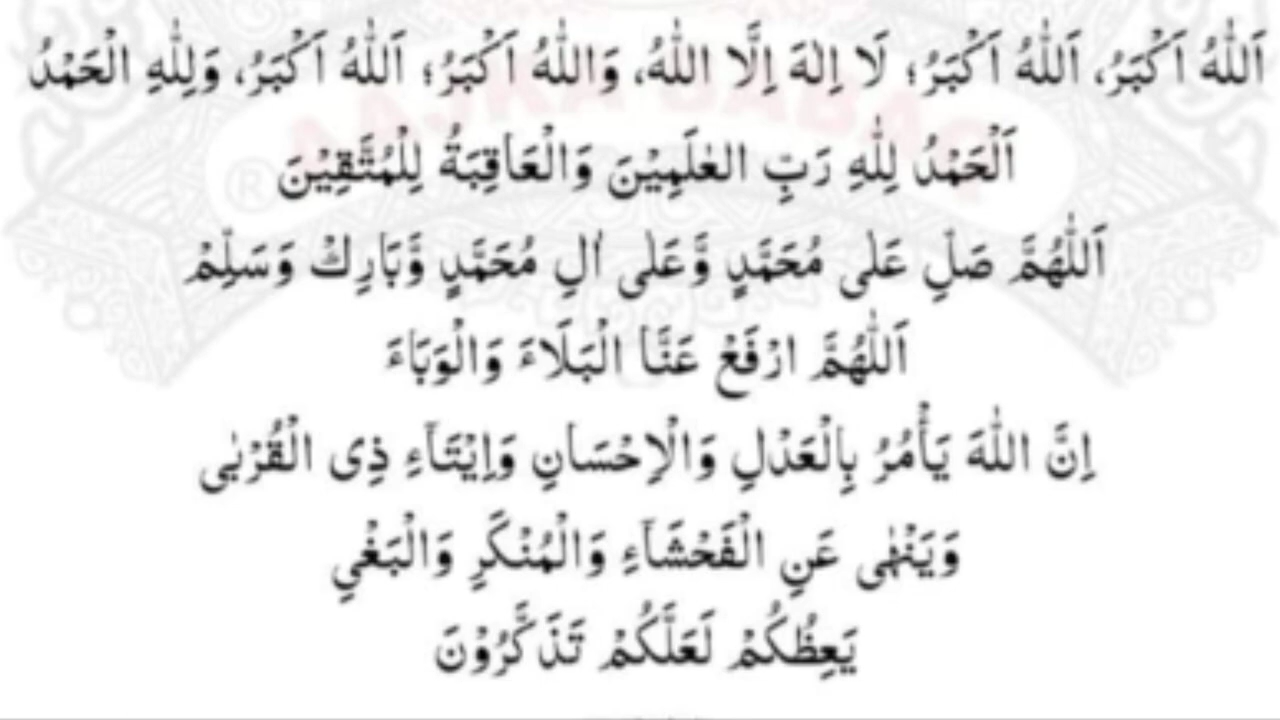 اَللّٰهُ اَكْبَرُ، اَللّٰهُ اَكْبَرُ؛ لَا اِلٰهَ اِلَّا اللّٰهُ، وَاللّٰهُ اَكْبَرُ؛ اَللّٰهُ اَكْبَرُ، وَلِلّٰهِ الْحَمْدُ
اَلْحَمْدُ لِلّٰهِ رَبِّ الْعٰلَمِيْنَ وَالْعَاقِبَةُ لِلْمُتَّقِيْنَ
اَللّٰهُمَّ صَلِّ عَلٰى مُحَمَّدٍ وَّعَلٰى اٰلِ مُحَمَّدٍ وَّبَارِكْ وَسَلِّمْ
اَللّٰهُمَّ ارْفَعْ عَنَّا الْبَلَاءَ وَالْوَبَاءَ
اِنَّ اللّٰهَ يَأْمُرُ بِالْعَدْلِ وَالْاِحْسَانِ وَاِيْتَآءِ ذِى الْقُرْبٰى
وَيَنْهٰى عَنِ الْفَحْشَآءِ وَالْمُنْكَرِ وَالْبَغْيِ
يَعِظُكُمْ لَعَلَّكُمْ تَذَكَّرُوْنَ